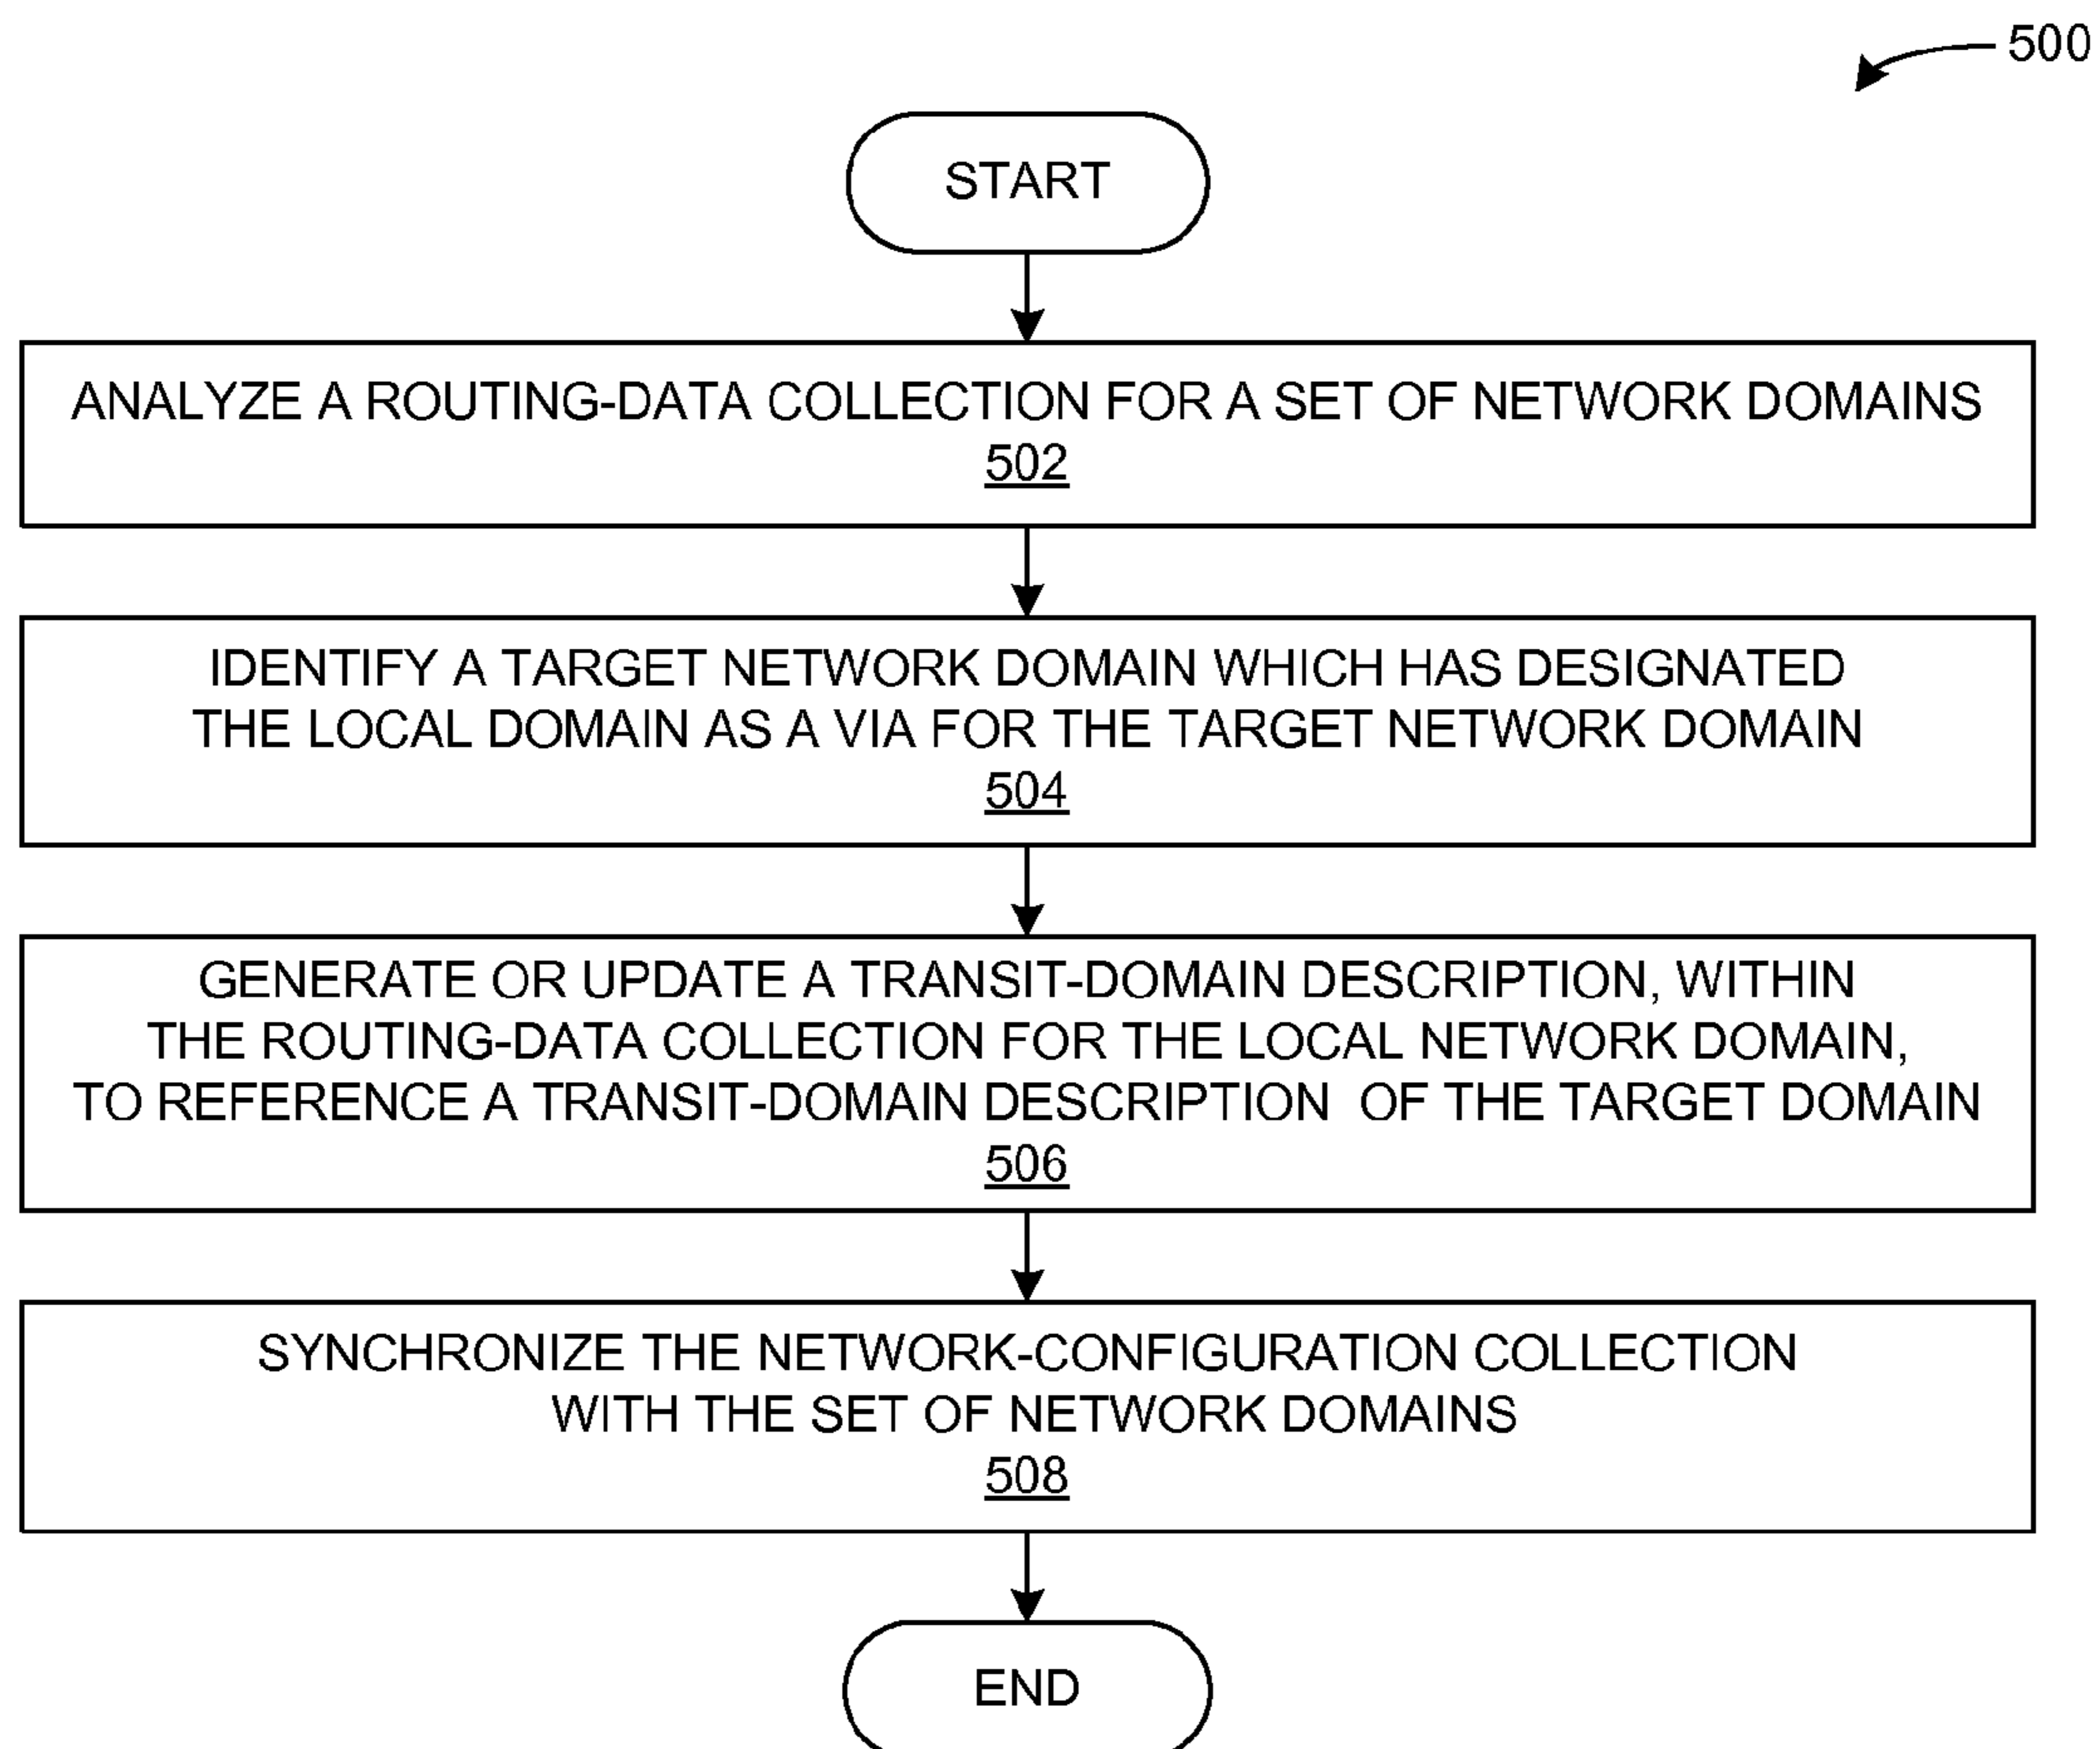 500
START
ANALYZE A ROUTING-DATA COLLECTION FOR A SET OF NETWORK DOMAINS
502
IDENTIFY A TARGET NETWORK DOMAIN WHICH HAS DESIGNATED
THE LOCAL DOMAIN AS A VIA FOR THE TARGET NETWORK DOMAIN
504
GENERATE OR UPDATE A TRANSIT-DOMAIN DESCRIPTION, WITHIN
THE ROUTING-DATA COLLECTION FOR THE LOCAL NETWORK DOMAIN,
TO REFERENCE A TRANSIT-DOMAIN DESCRIPTION OF THE TARGET DOMAIN
506
SYNCHRONIZE THE NETWORK-CONFIGURATION COLLECTION
WITH THE SET OF NETWORK DOMAINS
508
END